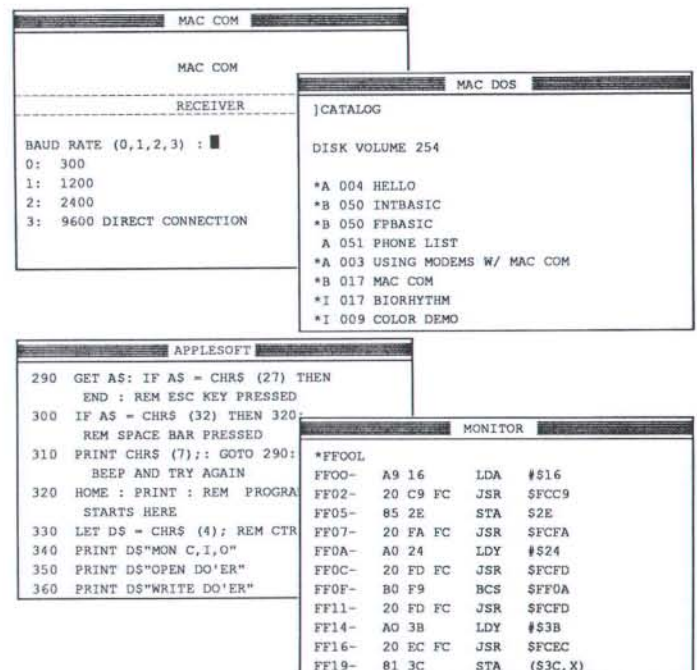 MAC COM
MAC COM
RECEIVER
BAUD RATE (0,1,2,3) :
0: 300
1: 1200
2: 2400
3: 9600 DIRECT CONNECTION
MAC DOS
]CATALOG
DISK VOLUME 254
*A 004 HELLO
*B 050 INTBASIC
*B 050 FPBASIC
A 051 PHONE LIST
*A 003 USING MODEMS W/ MAC COM
*B 017 MAC COM
*I 017 BIORHYTHM
*I 009 COLOR DEMO
APPLESOFT
290 GET A$: IF A$ = CHR$ (27) THEN
END : REM ESC KEY PRESSED
300 IF A$ = CHR$ (32) THEN 320:
REM SPACE BAR PRESSED
310 PRINT CHR$ (7);: GOTO 290:
BEEP AND TRY AGAIN
320 HOME : PRINT : REM PROGRA
STARTS HERE
330 LET D$ = CHR$ (4); REM CTR
340 PRINT D$"MON C,I,O"
350 PRINT D$"OPEN DO'ER"
360 PRINT D$"WRITE DO'ER"
MONITOR
*FFOOL
FFOO- A9 16 LDA #$16
FF02- 20 C9 FC JSR $FCC9
FF05- 85 2E STA $2E
FF07- 20 FA FC JSR $FCFA
FF0A- A0 24 LDY #$24
FF0C- 20 FD FC JSR $FCFD
FF0F- B0 F9 BCS $FF0A
FF11- 20 FD FC JSR $FCFD
FF14- A0 3B LDY #$3B
FF16- 20 EC FC JSR $FCEC
FF19- 81 3C STA ($3C,X)